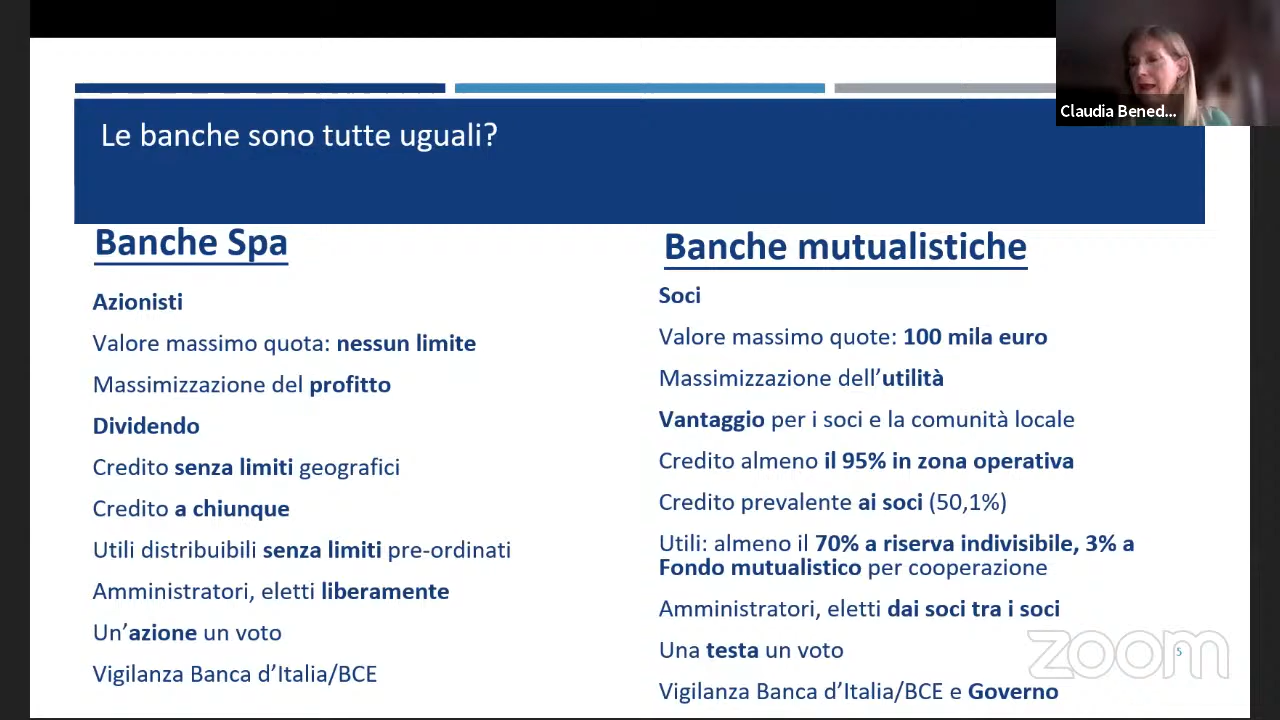 Claudia Bened...
Le banche sono tutte uguali?
Banche Spa
Azionisti
Valore massimo quota: nessun limite
Massimizzazione del profitto
Dividendo
Credito senza limiti geografici
Credito a chiunque
Utili distribuibili senza limiti pre-ordinati
Amministratori, eletti liberamente
Un'azione un voto
Vigilanza Banca d'Italia/BCE
Banche mutualistiche
Soci
Valore massimo quote: 100 mila euro
Massimizzazione dell'utilità
Vantaggio per i soci e la comunità locale
Credito almeno il 95% in zona operativa
Credito prevalente ai soci (50,1%)
Utili: almeno il 70% a riserva indivisibile, 3% a
Fondo mutualistico per cooperazione
Amministratori, eletti dai soci tra i soci
Una testa un voto
Vigilanza Banca d'Italia/BCE e Governo
zoom
5